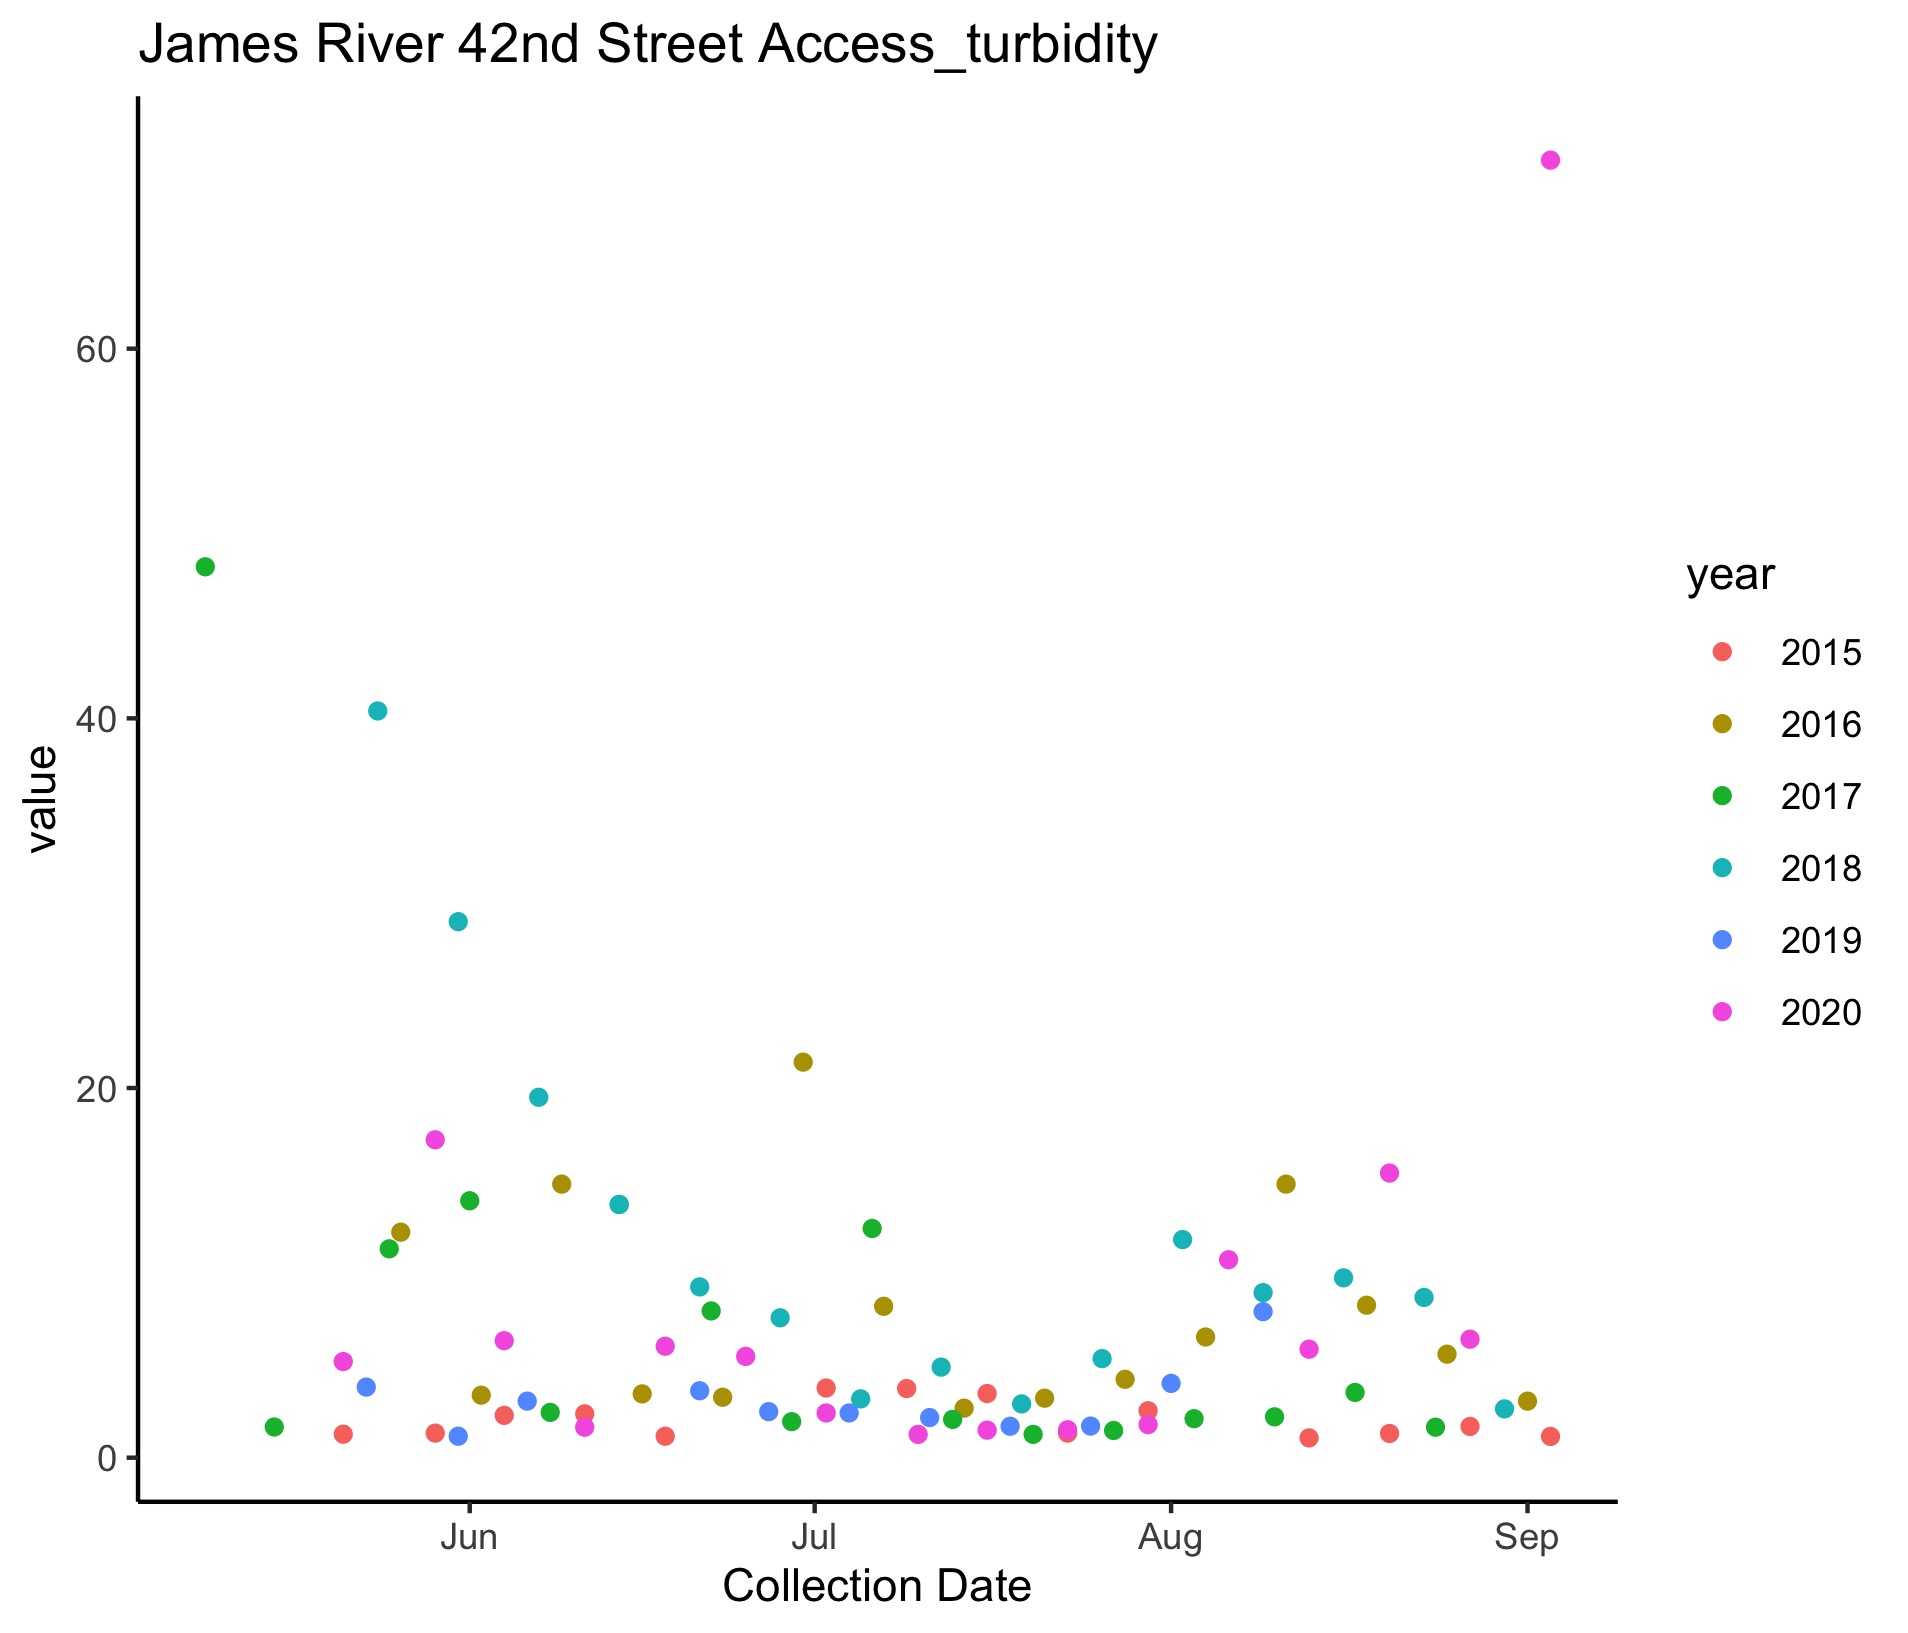 James River 42nd Street Access_turbidity
value
60
40
20
0
Jun
Jul
Aug
Sep
Collection Date
year
2015
2016
2017
2018
2019
2020